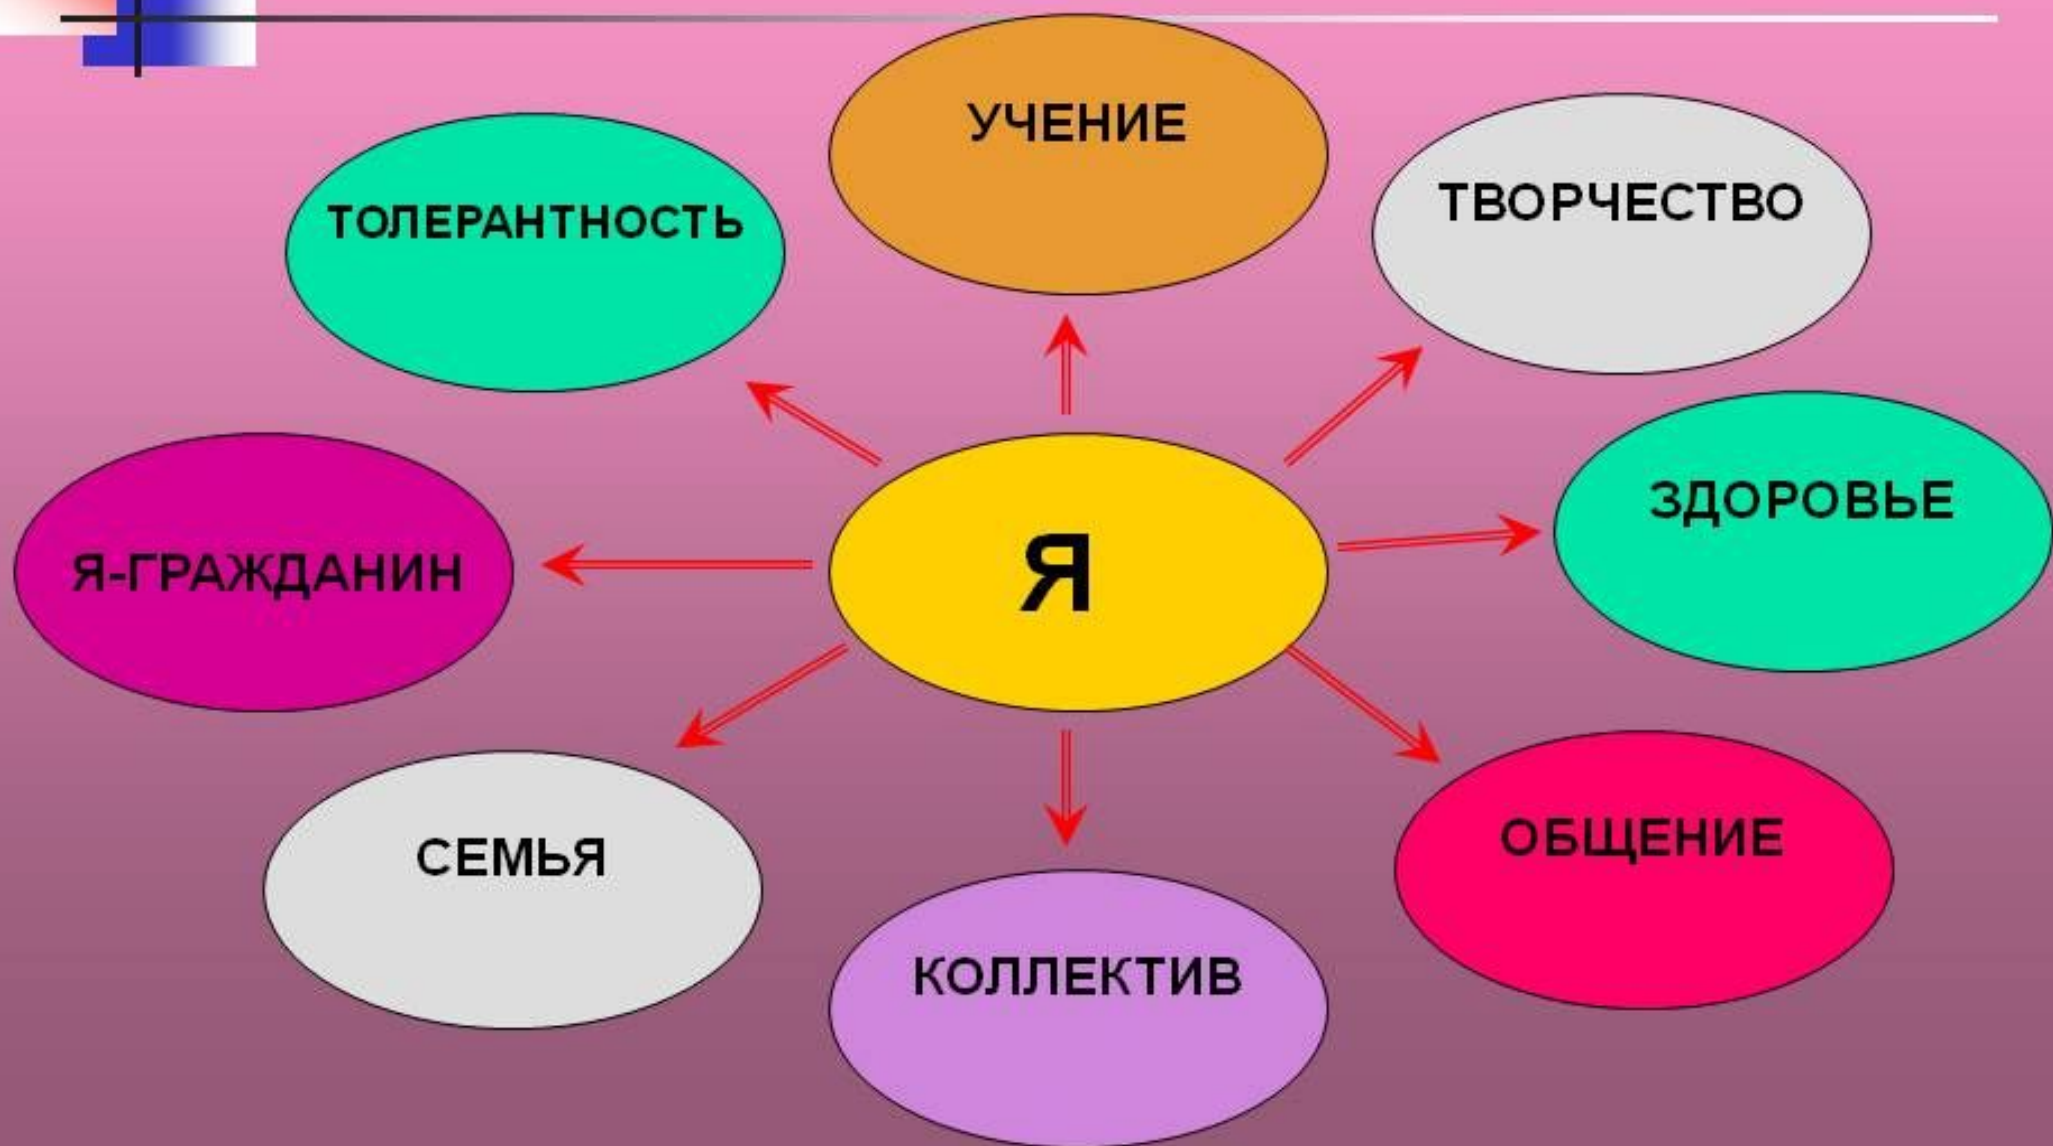 УЧЕНИЕ
ТВОРЧЕСТВО
ТОЛЕРАНТНОСТЬ
ЗДОРОВЬЕ
Я
Я-ГРАЖДАНИН
ОБЩЕНИЕ
СЕМЬЯ
КОЛЛЕКТИВ